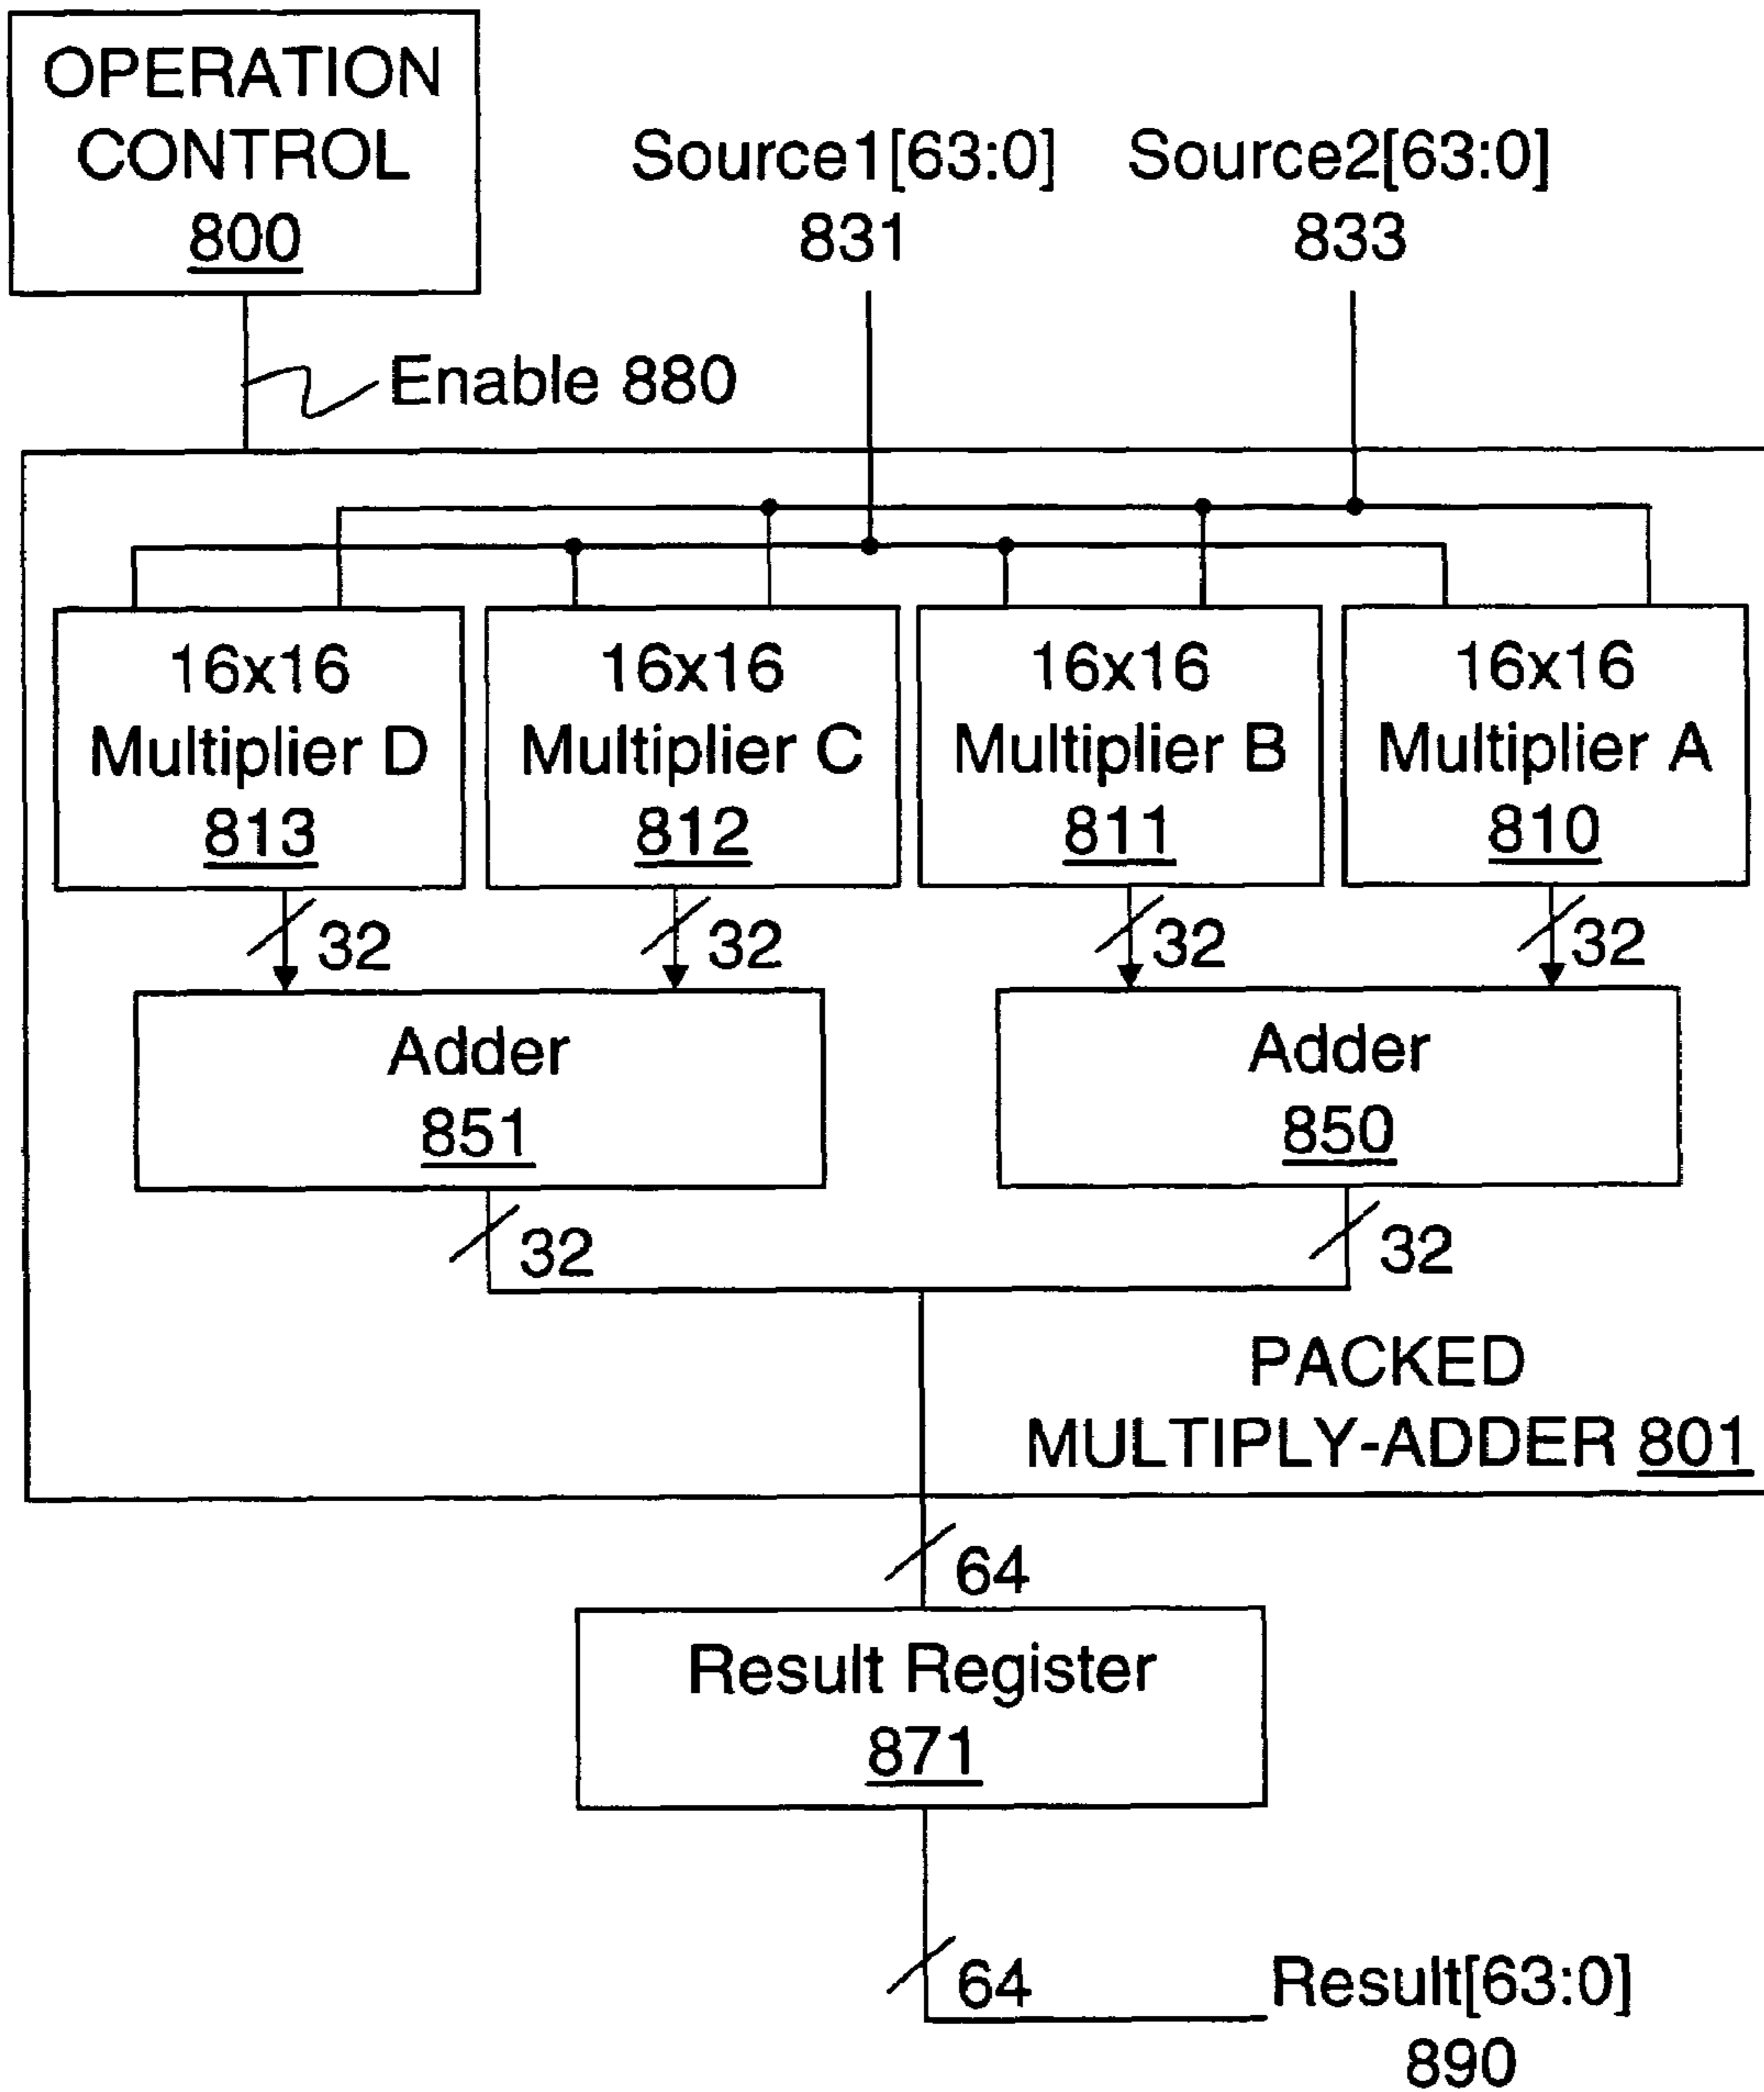 OPERATION
CONTROL
800
Source1[63:0]
831
Source2[63:0]
833
Enable 880
16x16
Multiplier D
813
16x16
Multiplier C
812
16x16
Multiplier B
811
16x16
Multiplier A
810
32
32
32
32
Adder
851
Adder
850
32
32
PACKED
MULTIPLY-ADDER 801
64
Result Register
871
64
Result[63:0]
890